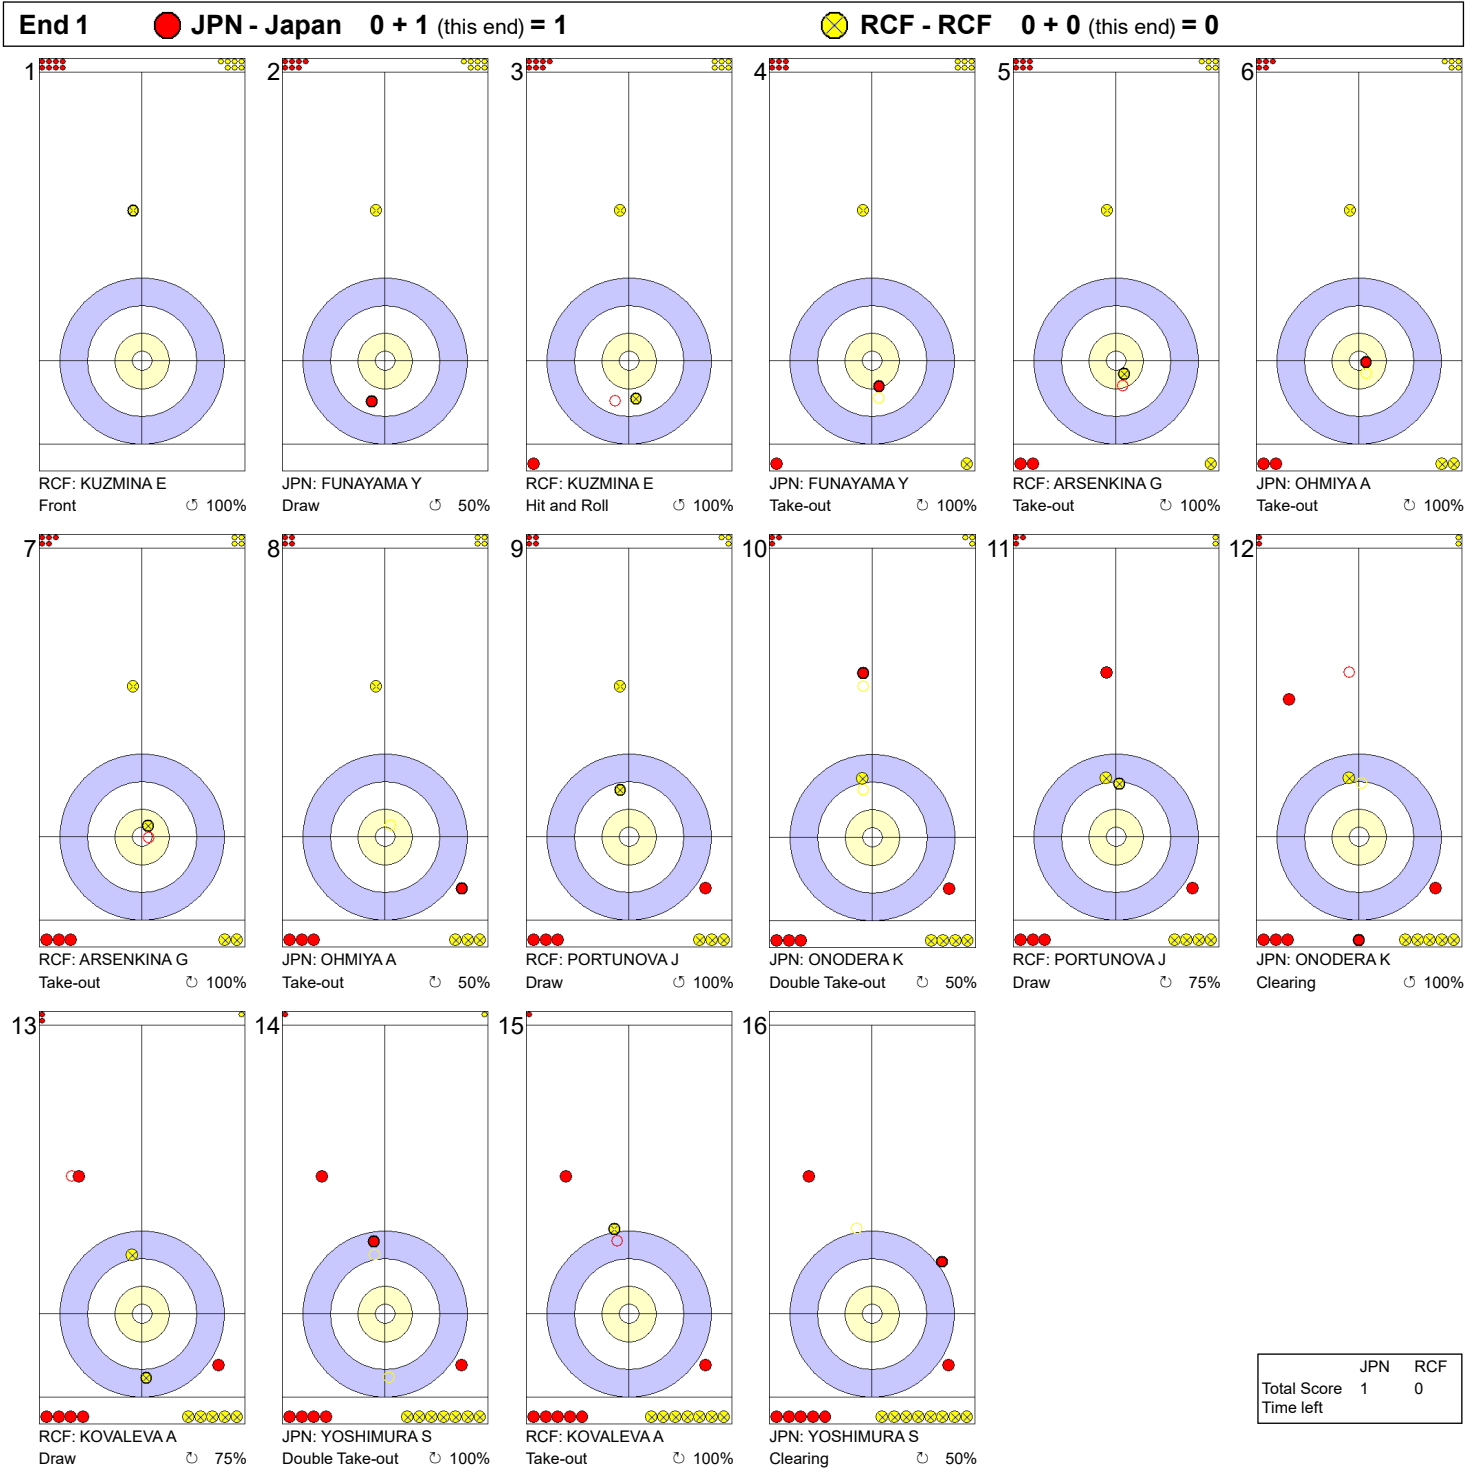 End 1 JPN - Japan 0 + 1 (this end) = 1 RCF - RCF 0 + 0 (this end) = 0
1 2 3 4 5 6
RCF: KUZMINA E JPN: FUNAYAMA Y RCF: KUZMINA E JPN: FUNAYAMA Y RCF: ARSENKINA G JPN: OHMIYA A
Front 100% Draw 50% Hit and Roll 100% Take-out 100% Take-out 100% Take-out 100%
7 8 9 10 11 12
RCF: ARSENKINA G JPN: OHMIYA A RCF: PORTUNOVA J JPN: ONODERA K RCF: PORTUNOVA J JPN: ONODERA K
Take-out 100% Take-out 50% Draw 100% Double Take-out 50% Draw 75% Clearing 100%
13 14 15 16
RCF: KOVALEVA A JPN: YOSHIMURA S RCF: KOVALEVA A JPN: YOSHIMURA S
Draw 75% Double Take-out 100% Take-out 100% Clearing 50%
JPN RCF
Total Score 1 0
Time left